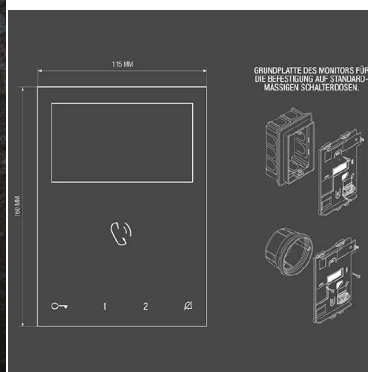 115 MM
GRUNDPLATTE DES MONITORS FÜR
DIE BEFESTIGUNG AUF STANDARD-
MÄSSIGEN SCHALTERDOSEN.
160 MM
1 2